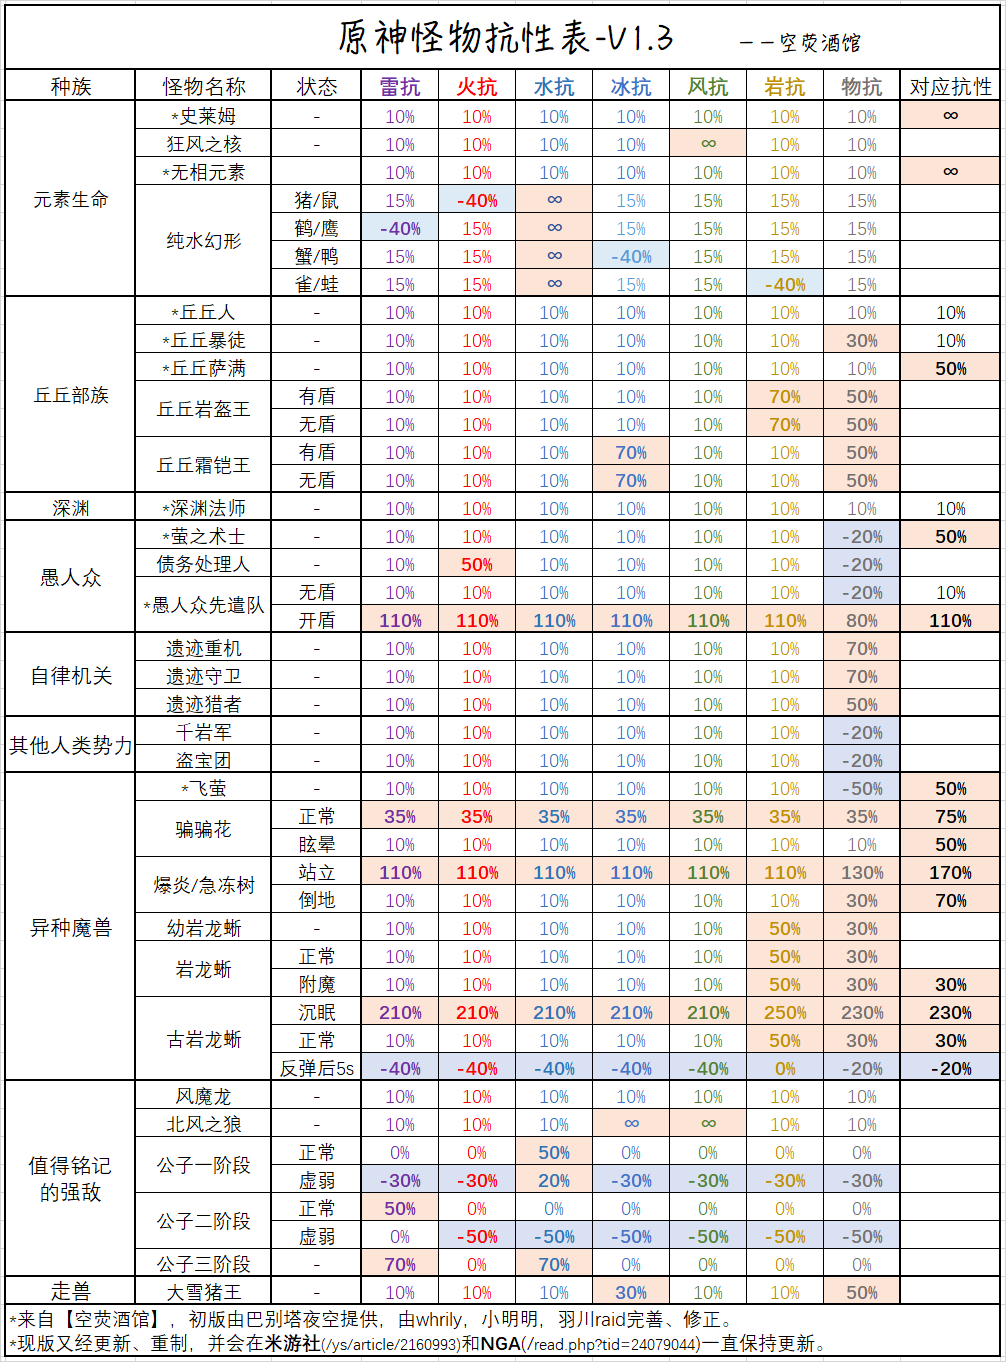 原神怪物抗性表-V1.3 ——空荧酒馆
种族 怪物名称 状态 雷抗 火抗 水抗 冰抗 风抗 岩抗 物抗 对应抗性
元素生命 *史莱姆 - 10% 10% 10% 10% 10% 10% 10% ∞
狂风之核 - 10% 10% 10% 10% ∞ 10% 10%
*无相元素 10% 10% 10% 10% 10% 10% 10% ∞
纯水幻形 猪/鼠 15% -40% ∞ 15% 15% 15% 15%
鹤/鹰 -40% 15% ∞ 15% 15% 15% 15%
蟹/鸭 15% 15% ∞ -40% 15% 15% 15%
雀/蛙 15% 15% ∞ 15% 15% -40% 15%
丘丘部族 *丘丘人 - 10% 10% 10% 10% 10% 10% 10% 10%
*丘丘暴徒 - 10% 10% 10% 10% 10% 10% 30% 10%
*丘丘萨满 - 10% 10% 10% 10% 10% 10% 10% 50%
丘丘岩盔王 有盾 10% 10% 10% 10% 10% 70% 50%
无盾 10% 10% 10% 10% 10% 70% 50%
丘丘霜铠王 有盾 10% 10% 10% 70% 10% 10% 50%
无盾 10% 10% 10% 70% 10% 10% 50%
深渊 *深渊法师 - 10% 10% 10% 10% 10% 10% 10% 10%
愚人众 *萤之术士 - 10% 10% 10% 10% 10% 10% -20% 50%
债务处理人 - 10% 50% 10% 10% 10% 10% -20%
*愚人众先遣队 无盾 10% 10% 10% 10% 10% 10% -20% 10%
开盾 110% 110% 110% 110% 110% 110% 80% 110%
自律机关 遗迹重机 - 10% 10% 10% 10% 10% 10% 70%
遗迹守卫 - 10% 10% 10% 10% 10% 10% 70%
遗迹猎者 - 10% 10% 10% 10% 10% 10% 50%
其他人类势力 千岩军 - 10% 10% 10% 10% 10% 10% -20%
盗宝团 - 10% 10% 10% 10% 10% 10% -20%
异种魔兽 *飞萤 - 10% 10% 10% 10% 10% 10% -50% 50%
骗骗花 正常 35% 35% 35% 35% 35% 35% 35% 75%
眩晕 10% 10% 10% 10% 10% 10% 10% 50%
爆炎/急冻树 站立 110% 110% 110% 110% 110% 110% 130% 170%
倒地 10% 10% 10% 10% 10% 10% 30% 70%
幼岩龙蜥 - 10% 10% 10% 10% 10% 50% 30%
岩龙蜥 正常 10% 10% 10% 10% 10% 50% 30%
附魔 10% 10% 10% 10% 10% 50% 30% 30%
古岩龙蜥 沉眠 210% 210% 210% 210% 210% 250% 230% 230%
正常 10% 10% 10% 10% 10% 50% 30% 30%
反弹后5s -40% -40% -40% -40% -40% 0% -20% -20%
值得铭记的强敌 风魔龙 - 10% 10% 10% 10% 10% 10% 10%
北风之狼 - 10% 10% 10% ∞ ∞ 10% 10%
公子一阶段 正常 0% 0% 50% 0% 0% 0% 0%
虚弱 -30% -30% 20% -30% -30% -30% -30%
公子二阶段 正常 50% 0% 0% 0% 0% 0% 0%
虚弱 0% -50% -50% -50% -50% -50% -50%
公子三阶段 - 70% 0% 70% 0% 0% 0% 0%
走兽 大雪猪王 - 10% 10% 10% 30% 10% 10% 50%
*来自【空荧酒馆】，初版由巴别塔夜空提供，由whrily，小明明，羽川raid完善、修正。
*现版又经更新、重制，并会在米游社(/ys/article/2160993)和NGA(/read.php?tid=24079044)一直保持更新。